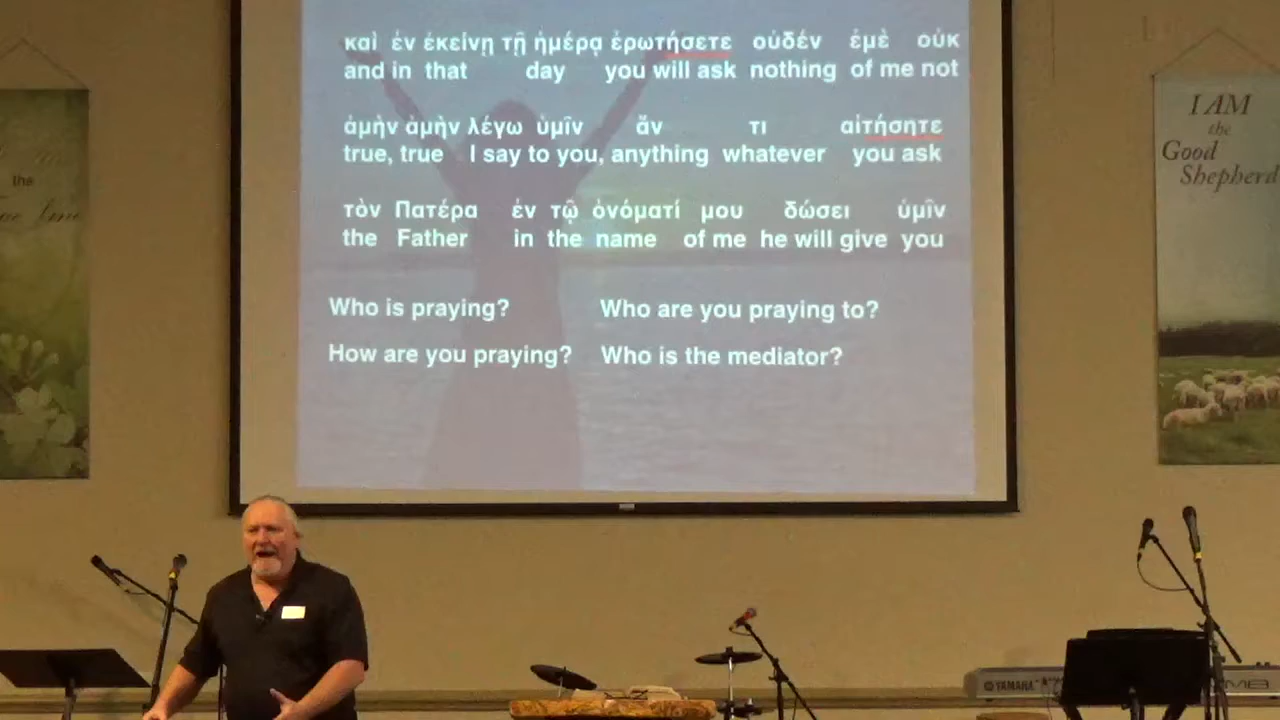 καὶ ἐν ἐκείνῃ τῇ ἡμέρᾳ ἐρωτήσετε οὐδέν ἐμὲ οὐκ
and in that day you will ask nothing of me not
ἀμὴν ἀμὴν λέγω ὑμῖν ἄν τι αἰτήσητε
true, true I say to you, anything whatever you ask
τὸν Πατέρα ἐν τῷ ὀνόματί μου δώσει ὑμῖν
the Father in the name of me he will give you
Who is praying? Who are you praying to?
How are you praying? Who is the mediator?
I AM
the
Good
Shepherd
the
YAMAHA